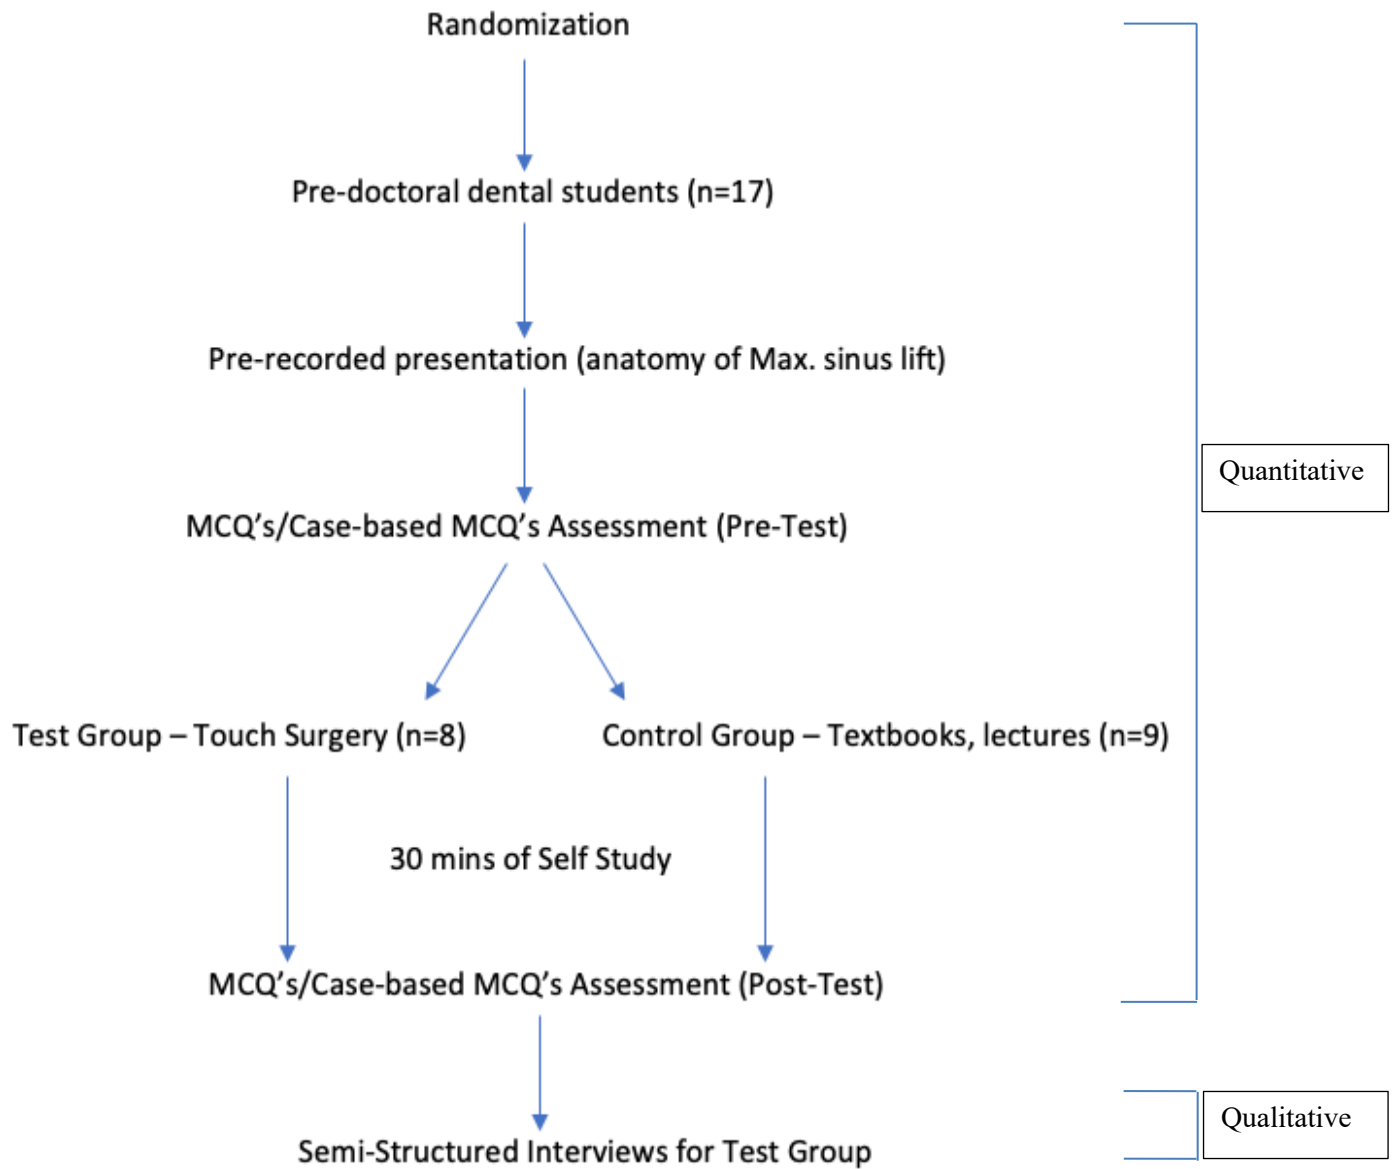 Randomization
Pre-doctoral dental students (n=17)
Pre-recorded presentation (anatomy of Max. sinus lift)
Quantitative
MCQ’s/Case-based MCQ’s Assessment (Pre-Test)
Test Group – Touch Surgery (n=8)
Control Group – Textbooks, lectures (n=9)
30 mins of Self Study
MCQ’s/Case-based MCQ’s Assessment (Post-Test)
Qualitative
Semi-Structured Interviews for Test Group